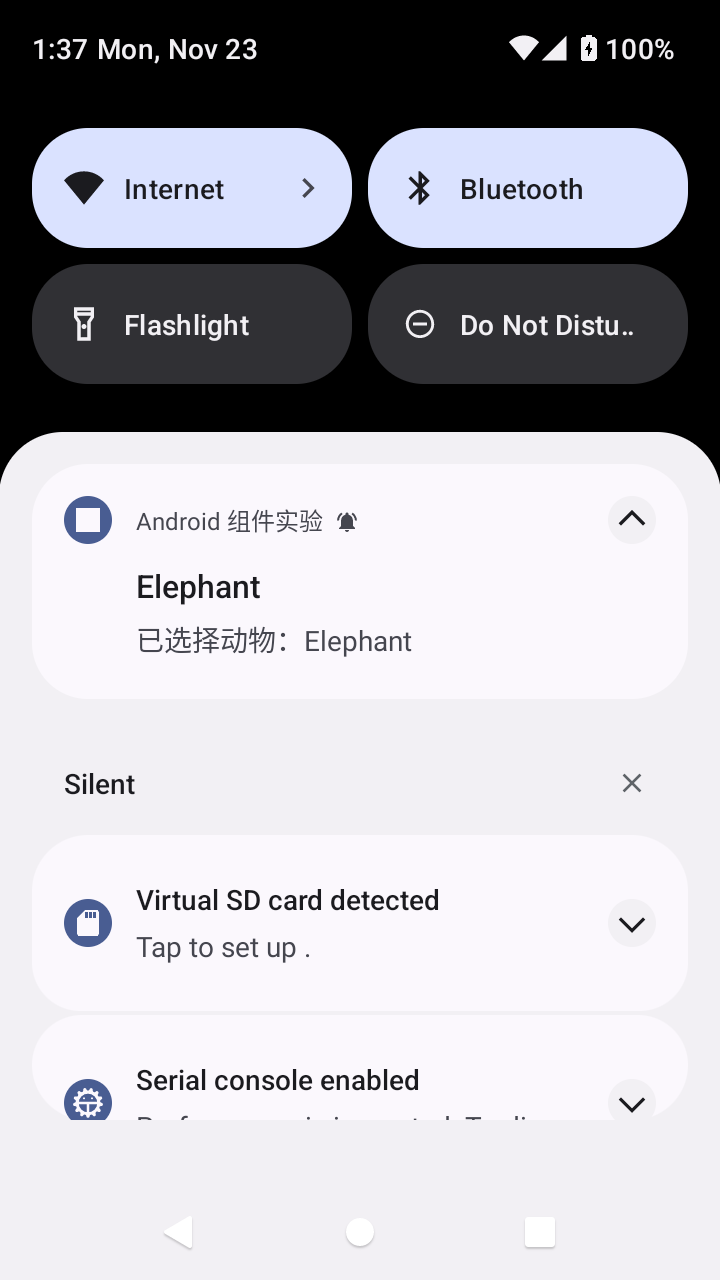 1:37 Mon, Nov 23
100%
Internet
Bluetooth
Flashlight
Do Not Distu..
Android 组件实验
Elephant
已选择动物：Elephant
Silent
Virtual SD card detected
Tap to set up .
Serial console enabled